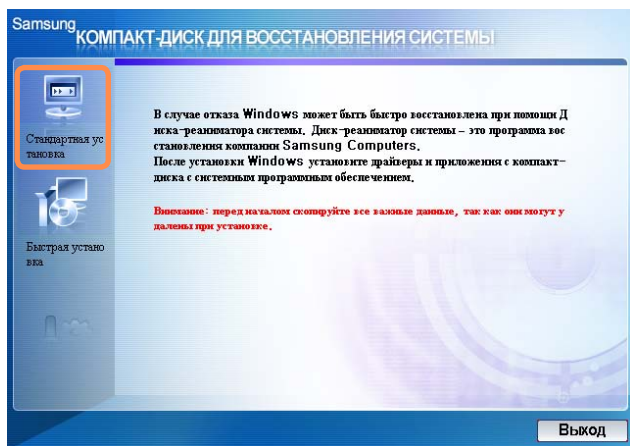 Samsung КОМПАКТ-ДИСК ДЛЯ ВОССТАНОВЛЕНИЯ СИСТЕМЫ
Стандартная ус
тановка
Быстрая устано
вка
В случае отказа Windows может быть быстро восстановлена при помощи Д
иска-реаниматора системы. Диск-реаниматор системы – это программа вос
становления компании Samsung Computers.
После установки Windows установите драйверы и приложения с компакт-
диска с системным программным обеспечением.
Внимание: перед началом скопируйте все важные данные, так как они могут у
далены при установке.
Выход